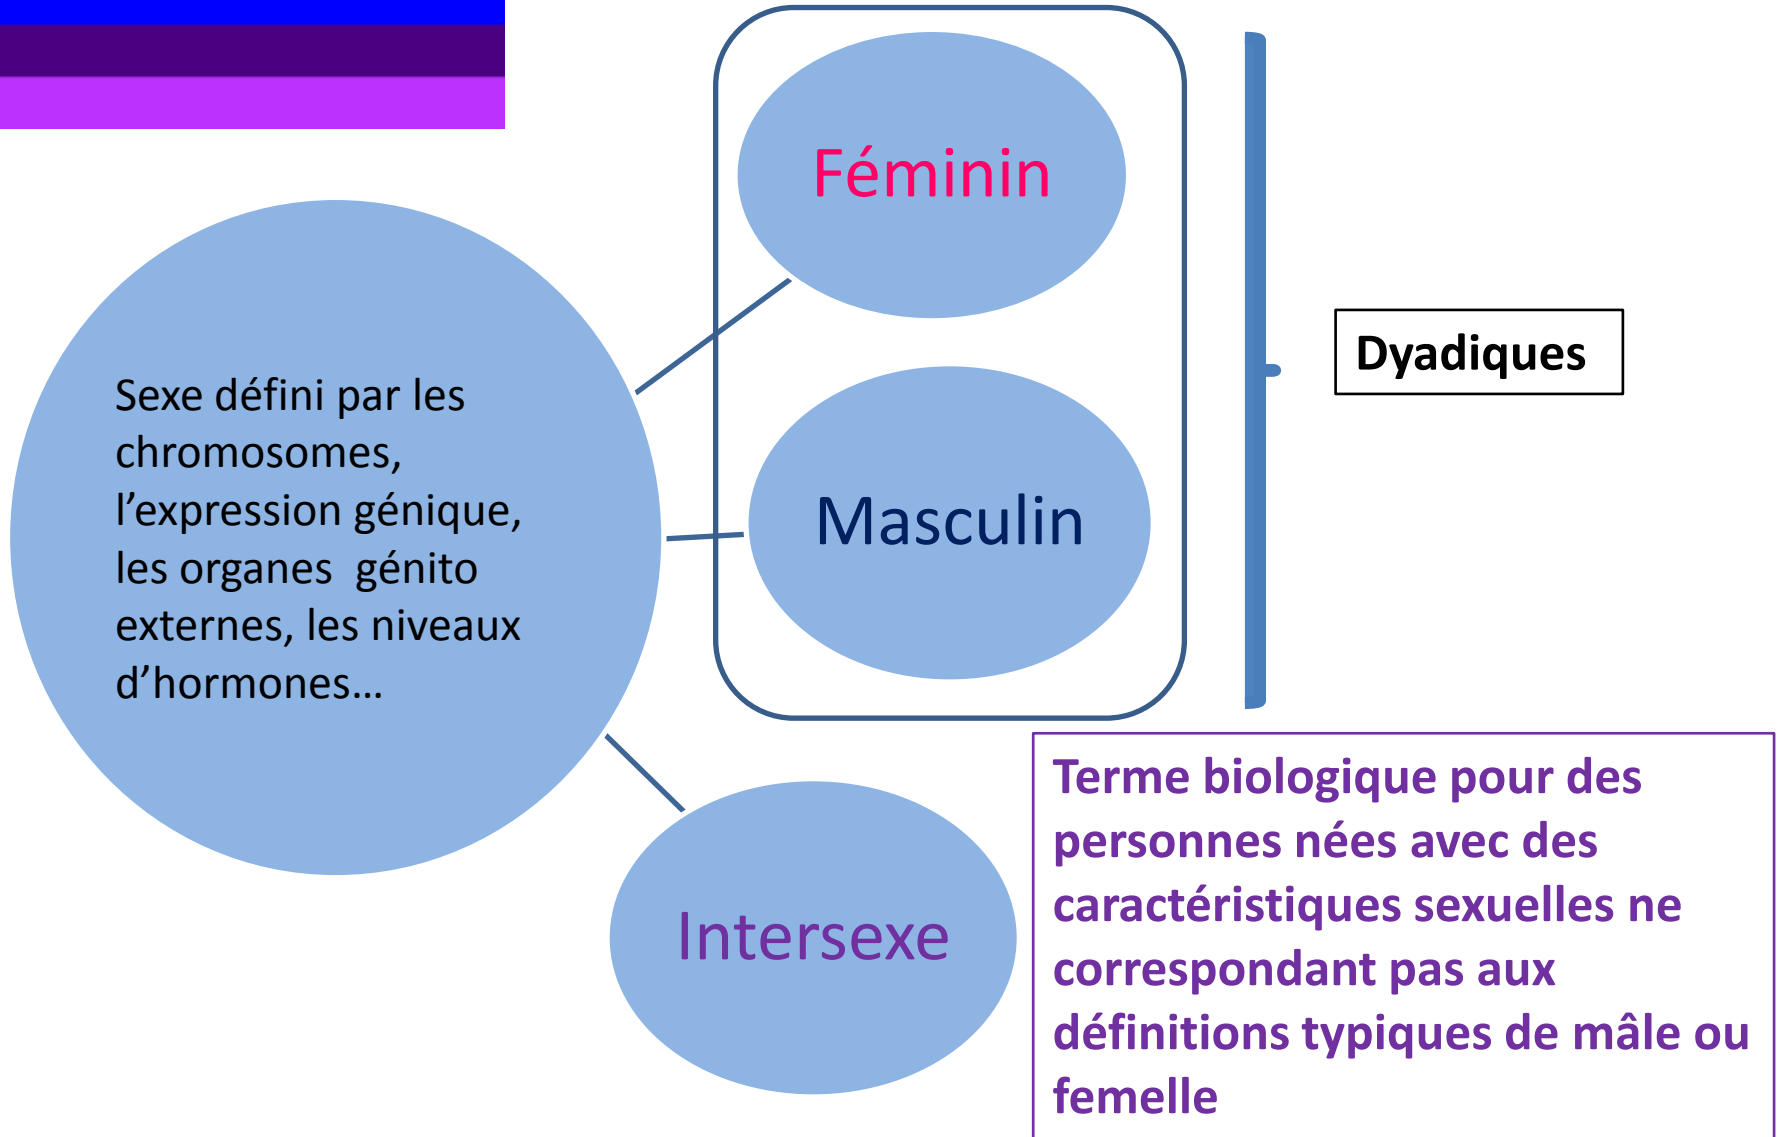 Féminin
Dyadiques
Sexe défini par les
chromosomes,
l’expression génique,
les organes  génito
externes, les niveaux
d’hormones…
Masculin
Intersexe
Terme biologique pour des
personnes nées avec des
caractéristiques sexuelles ne
correspondant pas aux
définitions typiques de mâle ou
femelle